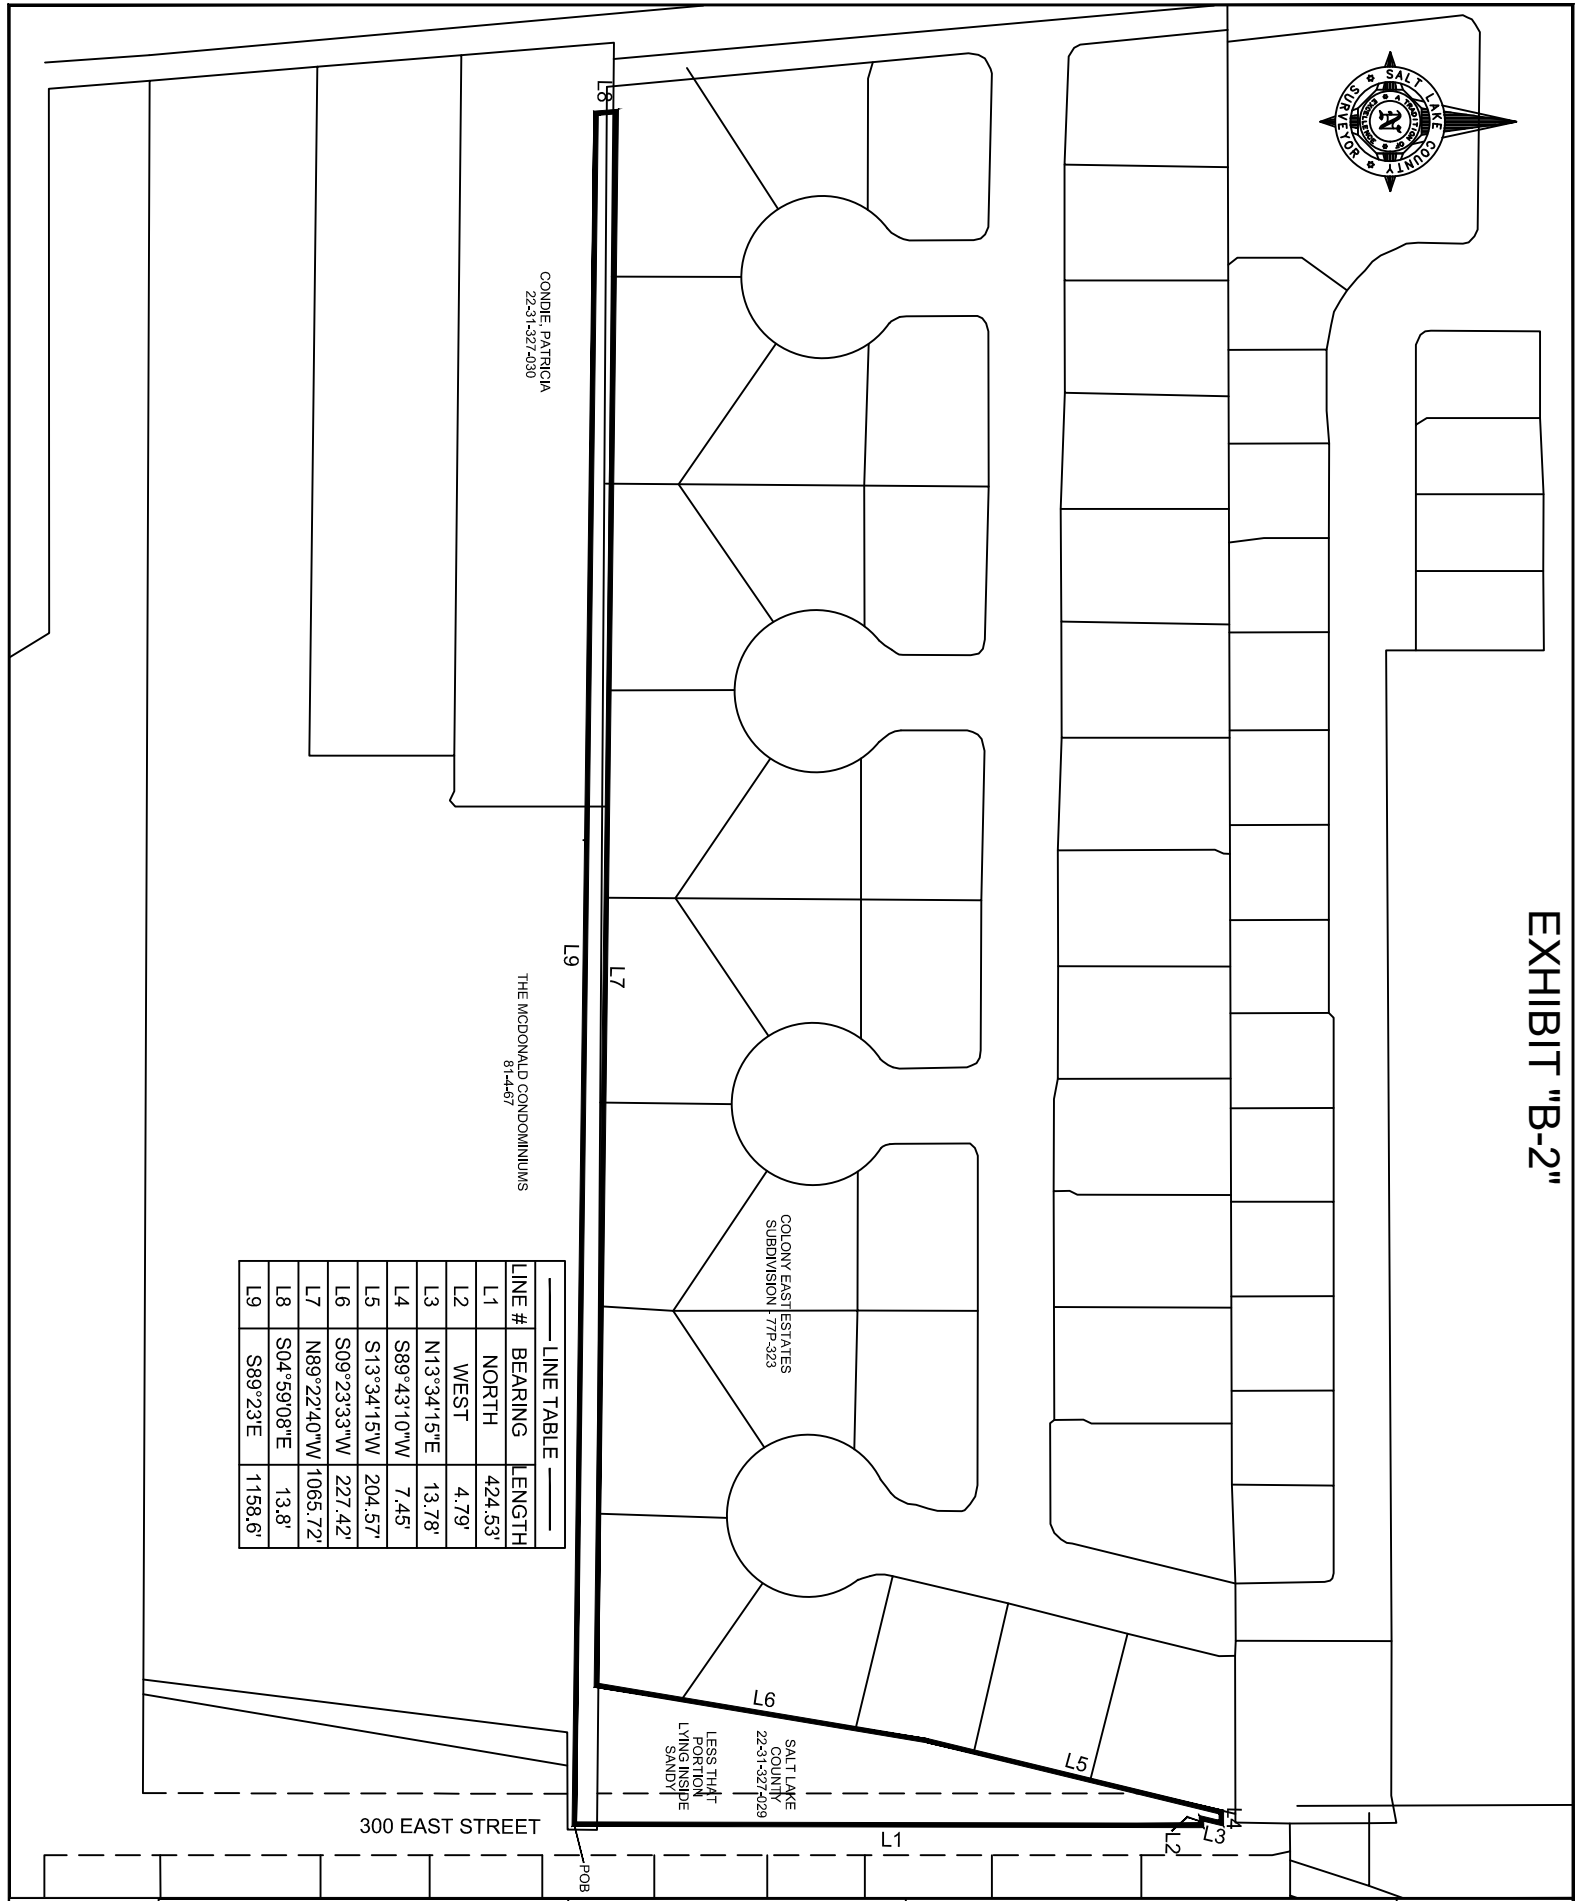 EXHIBIT "B-2"
SALT LAKE COUNTY SURVEYOR
A TRADITION OF EXCELLENCE
N
L8
CONDIE, PATRICIA
22-31-327-030
L7
L9
THE MCDONALD CONDOMINIUMS
81-4-67
COLONY EAST ESTATES
SUBDIVISION - 77P-323
LINE TABLE
LINE # BEARING LENGTH
L1 NORTH 424.53'
L2 WEST 4.79'
L3 N13°34'15"E 13.78'
L4 S89°43'10"W 7.45'
L5 S13°34'15"W 204.57'
L6 S09°23'33"W 227.42'
L7 N89°22'40"W 1065.72'
L8 S04°59'08"E 13.8'
L9 S89°23'E 1158.6'
L6
L5
SALT LAKE
COUNTY
22-31-327-029
LESS THAT
PORTION
LYING INSIDE
SANDY
L4
L3
L2
L1
300 EAST STREET
POB